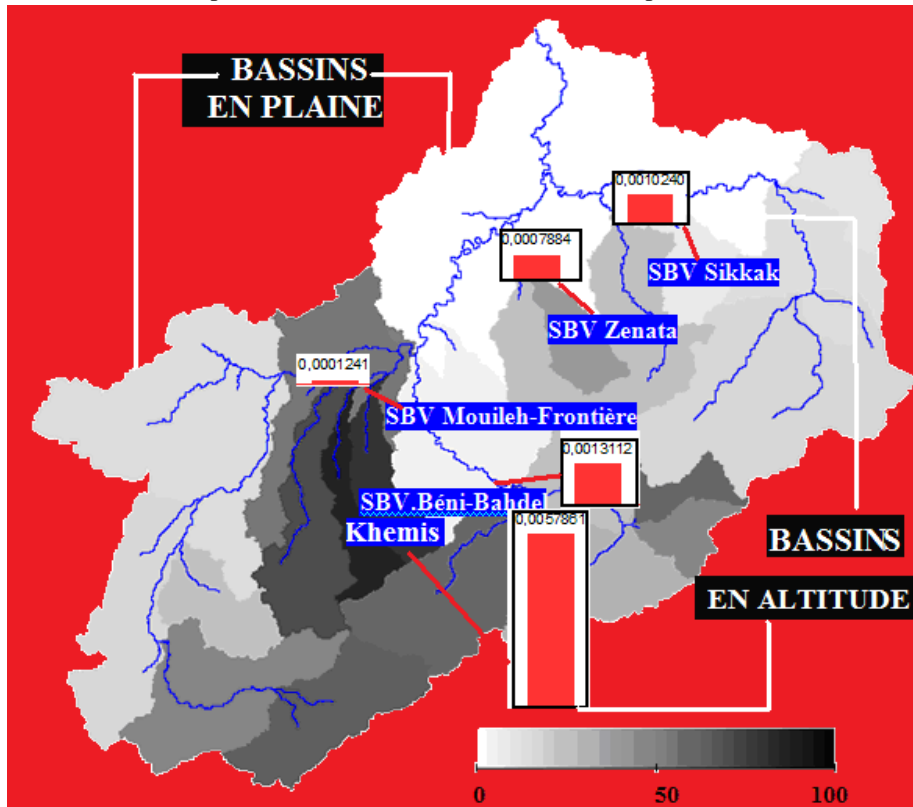 BASSINS
EN PLAINE
0,0010240
SBV Sikkak
0,0007884
SBV Zenata
0,0001241
SBV Mouileh-Frontière
0,0013112
SBV.Béni-Bahdel
Khemis
0,0057861
BASSINS
EN ALTITUDE
0 50 100